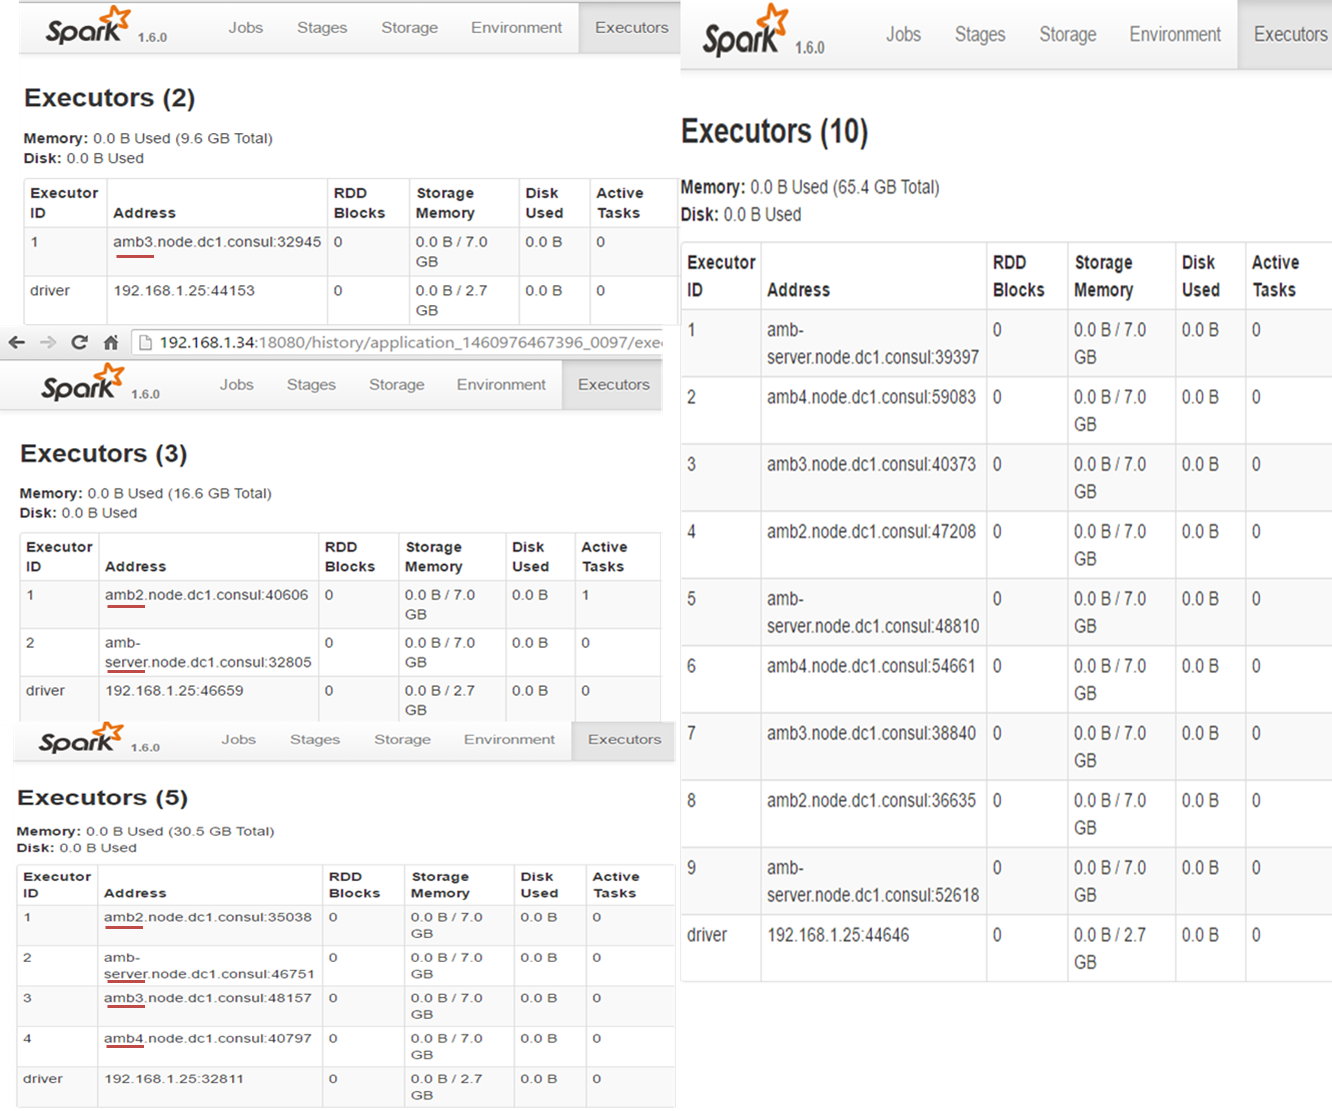 Spark 1.6.0 Jobs Stages Storage Environment Executors
Executors (2)
Memory: 0.0 B Used (9.6 GB Total)
Disk: 0.0 B Used
Executor ID Address RDD Blocks Storage Memory Disk Used Active Tasks
1 amb3.node.dc1.consul:32945 0 0.0 B / 7.0 GB 0.0 B 0
driver 192.168.1.25:44153 0 0.0 B / 2.7 GB 0.0 B 0
192.168.1.34:18080/history/application_1460976467396_0097/exe
Spark 1.6.0 Jobs Stages Storage Environment Executors
Executors (3)
Memory: 0.0 B Used (16.6 GB Total)
Disk: 0.0 B Used
Executor ID Address RDD Blocks Storage Memory Disk Used Active Tasks
1 amb2.node.dc1.consul:40606 0 0.0 B / 7.0 GB 0.0 B 1
2 amb-server.node.dc1.consul:32805 0 0.0 B / 7.0 GB 0.0 B 0
driver 192.168.1.25:46659 0 0.0 B / 2.7 GB 0.0 B 0
Spark 1.6.0 Jobs Stages Storage Environment Executors
Executors (5)
Memory: 0.0 B Used (30.5 GB Total)
Disk: 0.0 B Used
Executor ID Address RDD Blocks Storage Memory Disk Used Active Tasks
1 amb2.node.dc1.consul:35038 0 0.0 B / 7.0 GB 0.0 B 0
2 amb-server.node.dc1.consul:46751 0 0.0 B / 7.0 GB 0.0 B 0
3 amb3.node.dc1.consul:48157 0 0.0 B / 7.0 GB 0.0 B 0
4 amb4.node.dc1.consul:40797 0 0.0 B / 7.0 GB 0.0 B 0
driver 192.168.1.25:32811 0 0.0 B / 2.7 GB 0.0 B 0
Spark 1.6.0 Jobs Stages Storage Environment Executors
Executors (10)
Memory: 0.0 B Used (65.4 GB Total)
Disk: 0.0 B Used
Executor ID Address RDD Blocks Storage Memory Disk Used Active Tasks
1 amb-server.node.dc1.consul:39397 0 0.0 B / 7.0 GB 0.0 B 0
2 amb4.node.dc1.consul:59083 0 0.0 B / 7.0 GB 0.0 B 0
3 amb3.node.dc1.consul:40373 0 0.0 B / 7.0 GB 0.0 B 0
4 amb2.node.dc1.consul:47208 0 0.0 B / 7.0 GB 0.0 B 0
5 amb-server.node.dc1.consul:48810 0 0.0 B / 7.0 GB 0.0 B 0
6 amb4.node.dc1.consul:54661 0 0.0 B / 7.0 GB 0.0 B 0
7 amb3.node.dc1.consul:38840 0 0.0 B / 7.0 GB 0.0 B 0
8 amb2.node.dc1.consul:36635 0 0.0 B / 7.0 GB 0.0 B 0
9 amb-server.node.dc1.consul:52618 0 0.0 B / 7.0 GB 0.0 B 0
driver 192.168.1.25:44646 0 0.0 B / 2.7 GB 0.0 B 0